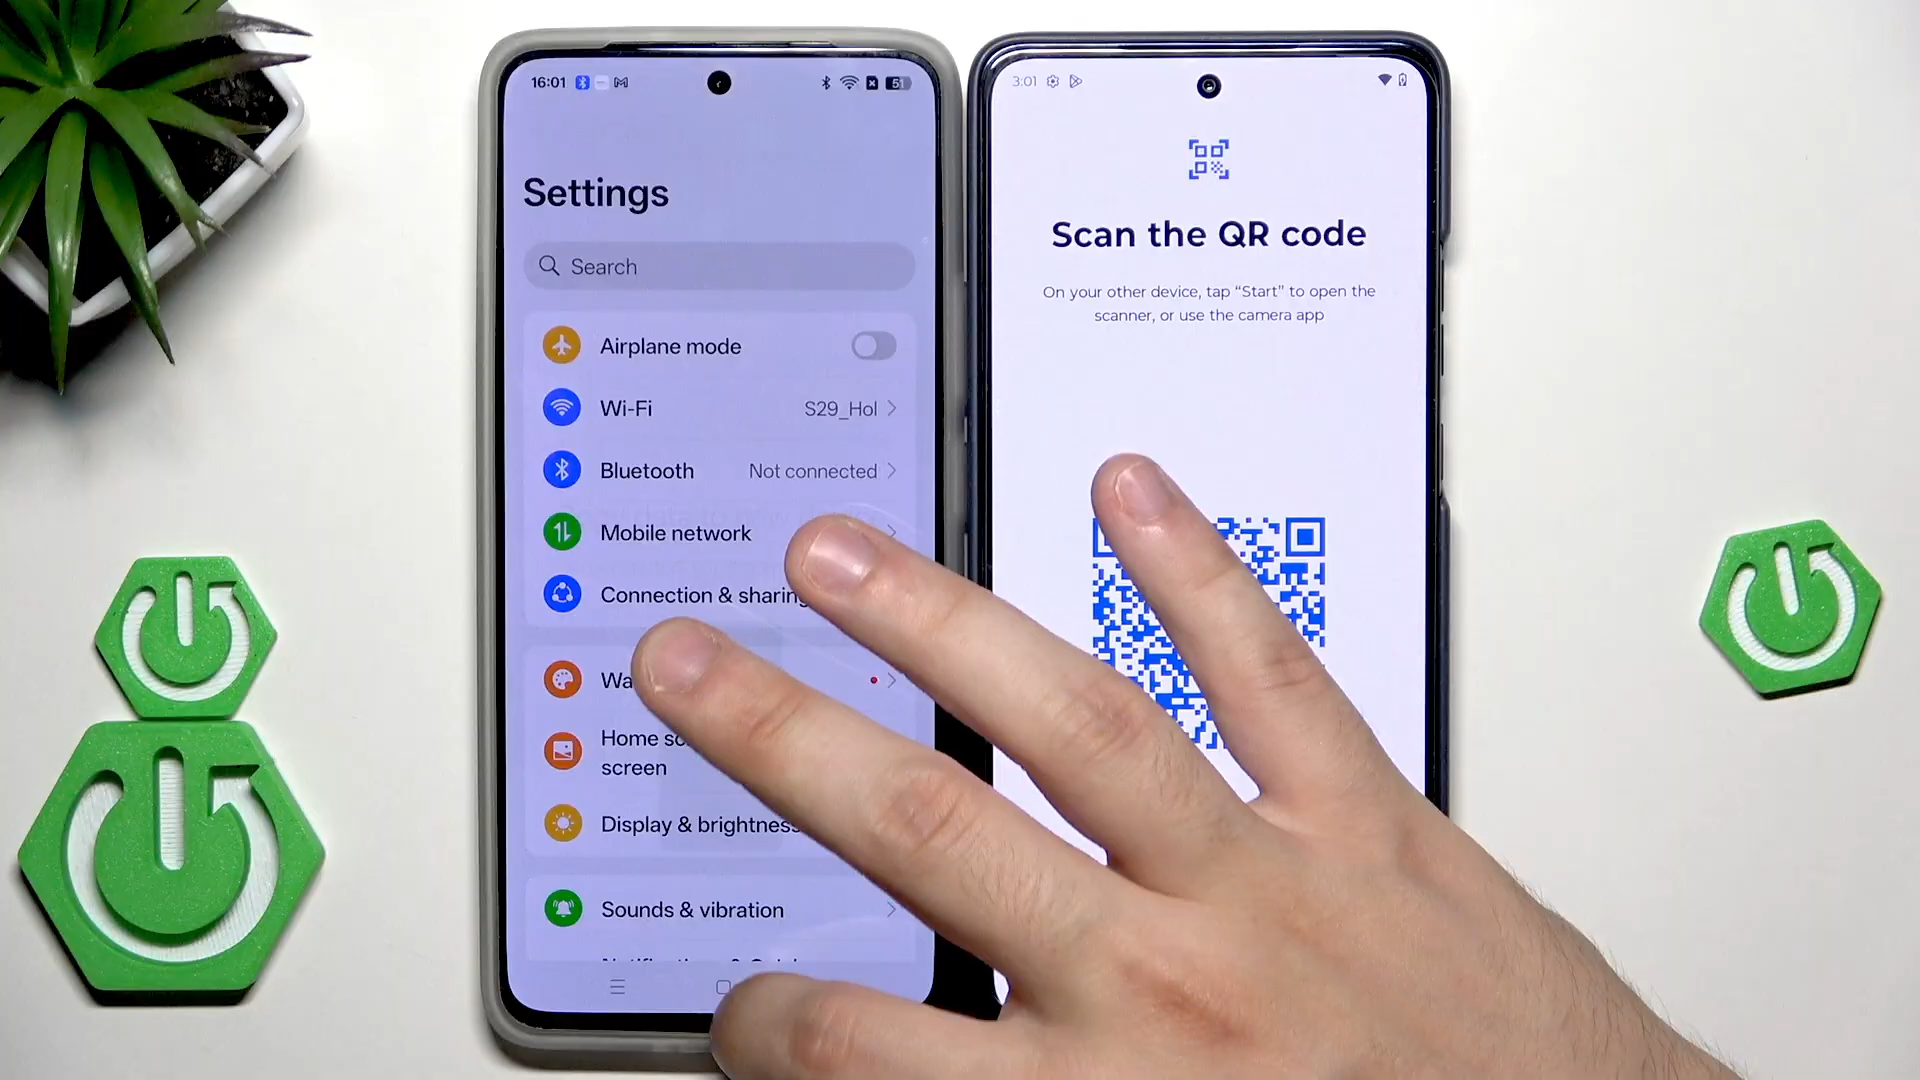 16:01
51
Settings
Search
Airplane mode
Wi-Fi S29_Hol
Bluetooth Not connected
Mobile network
Connection & sharing
Wa
Home sc
screen
Display & brightness
Sounds & vibration
3:01
Scan the QR code
On your other device, tap “Start” to open the
scanner, or use the camera app